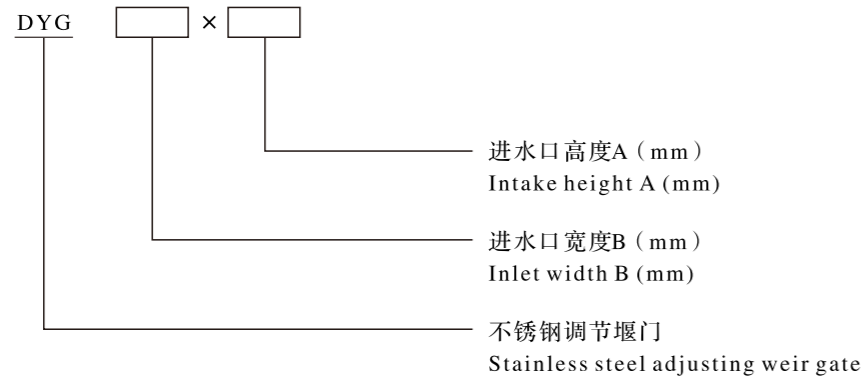 DYG ×
进水口高度A（mm）
Intake height A (mm)
进水口宽度B（mm）
Inlet width B (mm)
不锈钢调节堰门
Stainless steel adjusting weir gate